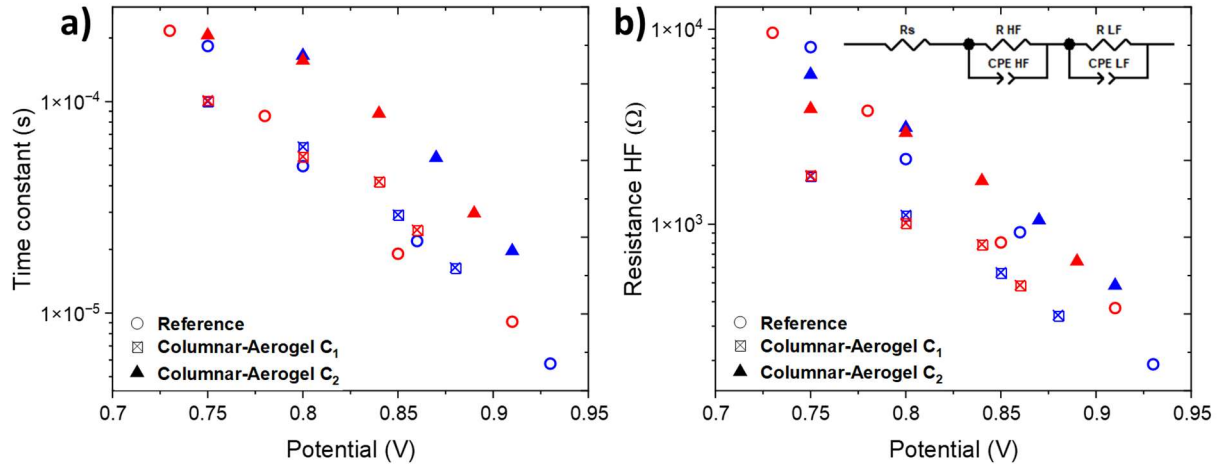 a)
Time constant (s)
1×10⁻⁴
1×10⁻⁵
Reference
Columnar-Aerogel C₁
Columnar-Aerogel C₂
0.7 0.75 0.8 0.85 0.9 0.95
Potential (V)
b)
Rs R HF R LF
CPE HF CPE LF
Resistance HF (Ω)
1×10⁴
1×10³
Reference
Columnar-Aerogel C₁
Columnar-Aerogel C₂
0.7 0.75 0.8 0.85 0.9 0.95
Potential (V)